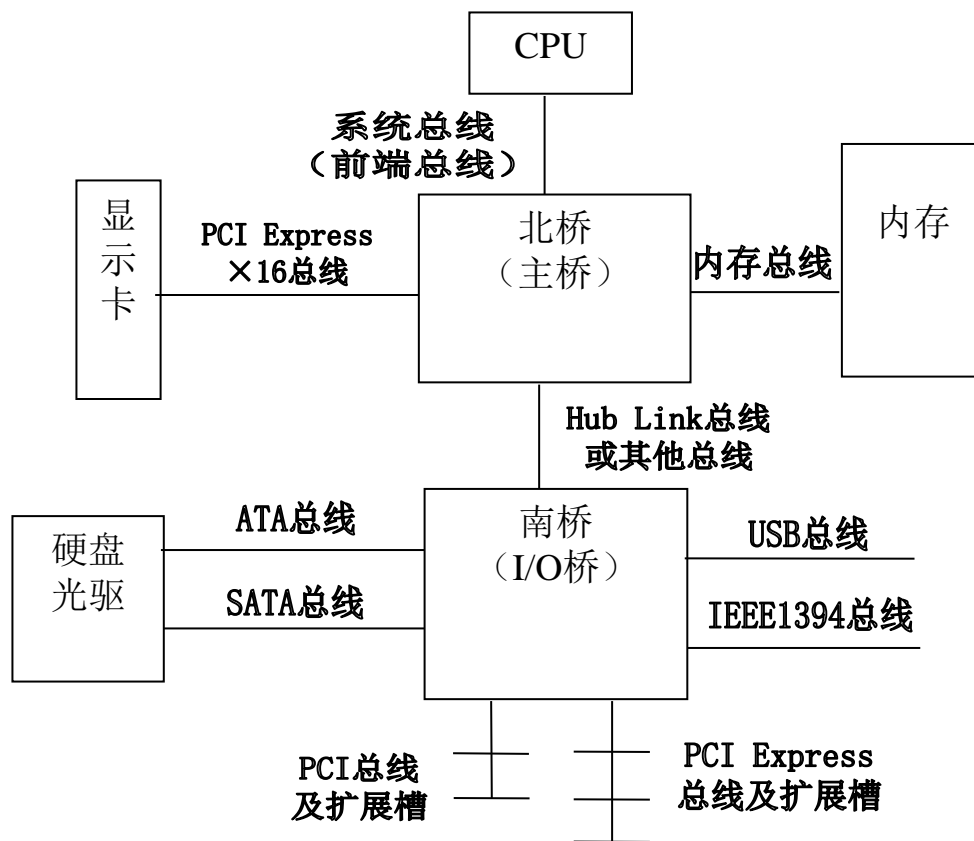 CPU
系统总线
（前端总线）
显
示
卡
PCI Express
×16总线
北桥
（主桥）
内存总线
内存
Hub Link总线
或其他总线
硬盘
光驱
ATA总线
SATA总线
南桥
（I/O桥）
USB总线
IEEE1394总线
PCI总线
及扩展槽
PCI Express
总线及扩展槽